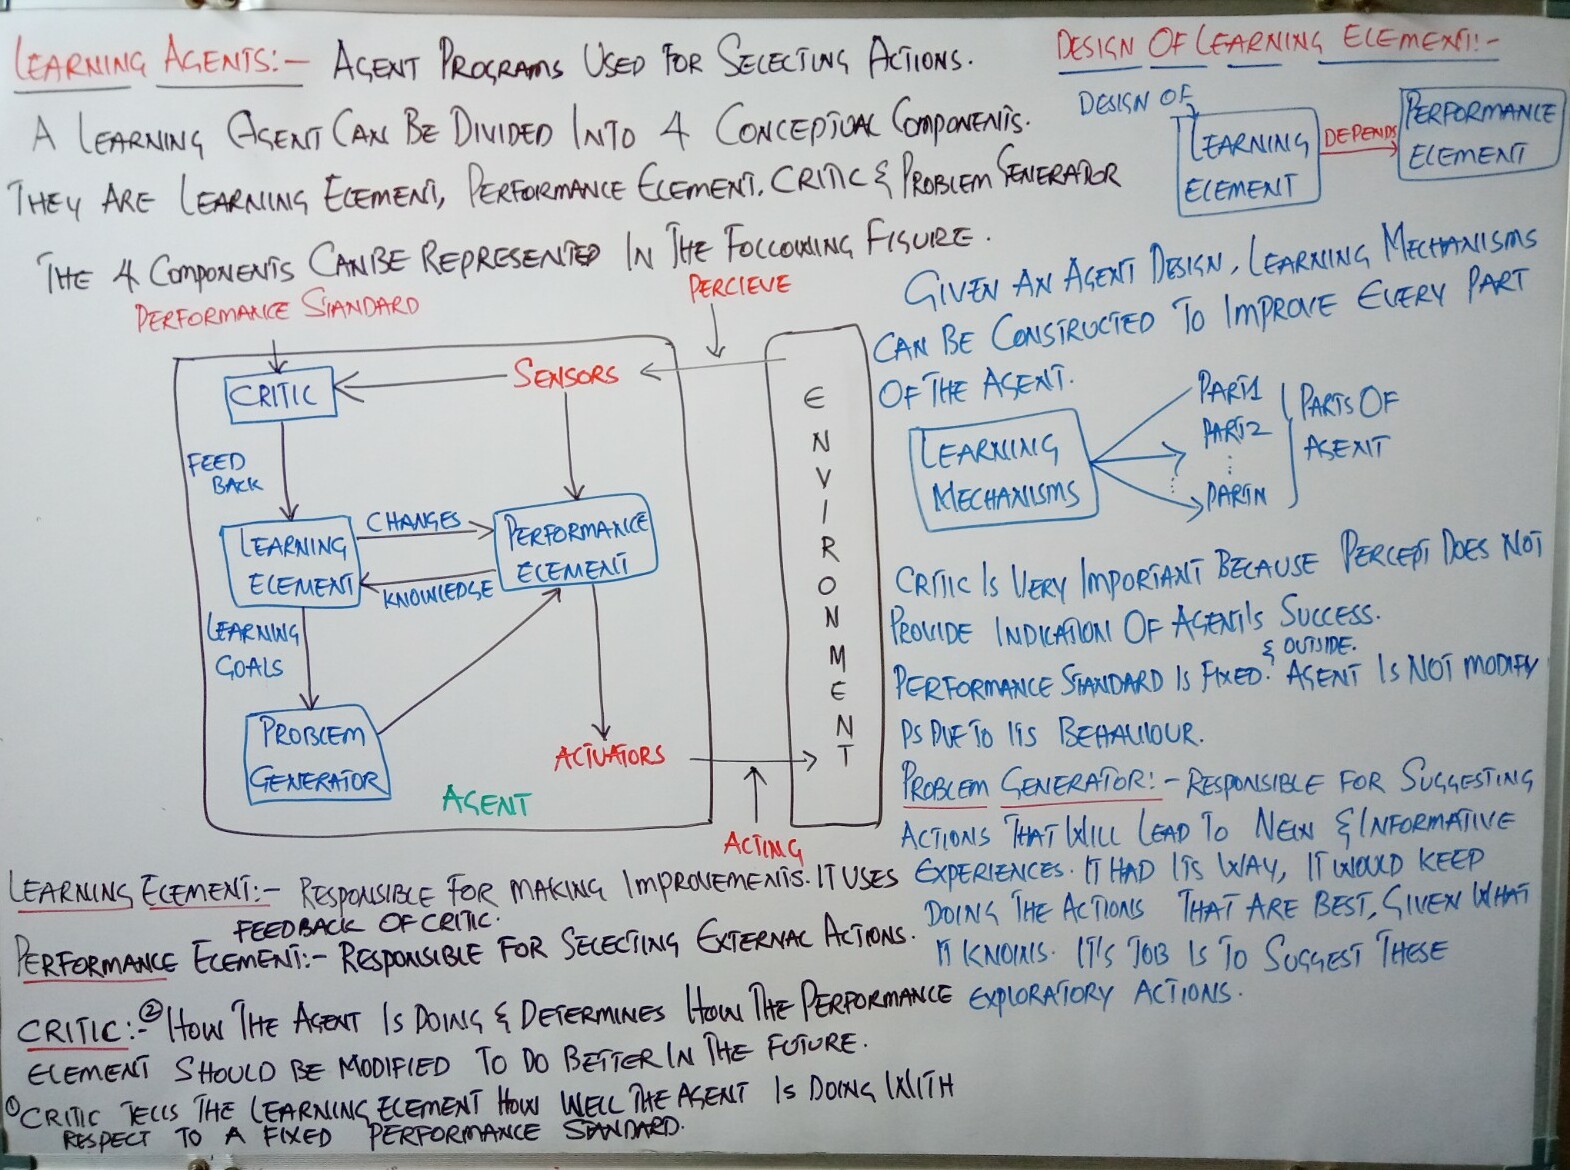 LEARNING AGENTS:- AGENT PROGRAMS USED FOR SELECTING ACTIONS.
A LEARNING AGENT CAN BE DIVIDED INTO 4 CONCEPTUAL COMPONENTS.
THEY ARE LEARNING ELEMENT, PERFORMANCE ELEMENT, CRITIC & PROBLEM GENERATOR
THE 4 COMPONENTS CAN BE REPRESENTED IN THE FOLLOWING FIGURE.
PERFORMANCE STANDARD
PERCIEVE
CRITIC
SENSORS
FEED
BACK
LEARNING
ELEMENT
CHANGES
KNOWLEDGE
PERFORMANCE
ELEMENT
LEARNING
GOALS
PROBLEM
GENERATOR
ACTUATORS
AGENT
ACTING
ENVIRONMENT
LEARNING ELEMENT:- RESPONSIBLE FOR MAKING IMPROVEMENTS. IT USES
FEEDBACK OF CRITIC.
PERFORMANCE ELEMENT:- RESPONSIBLE FOR SELECTING EXTERNAL ACTIONS.
CRITIC:- ② HOW THE AGENT IS DOING & DETERMINES HOW THE PERFORMANCE
ELEMENT SHOULD BE MODIFIED TO DO BETTER IN THE FUTURE.
① CRITIC TELLS THE LEARNING ELEMENT HOW WELL THE AGENT IS DOING WITH
RESPECT TO A FIXED PERFORMANCE STANDARD.
DESIGN OF LEARNING ELEMENT:-
DESIGN OF
LEARNING
ELEMENT
DEPENDS
PERFORMANCE
ELEMENT
GIVEN AN AGENT DESIGN, LEARNING MECHANISMS
CAN BE CONSTRUCTED TO IMPROVE EVERY PART
OF THE AGENT.
LEARNING
MECHANISMS
PART1
PART2
PARTN
PARTS OF
AGENT
CRITIC IS VERY IMPORTANT BECAUSE PERCEPT DOES NOT
PROVIDE INDICATION OF AGENT'S SUCCESS.
& OUTSIDE.
PERFORMANCE STANDARD IS FIXED. AGENT IS NOT MODIFY
PS DUE TO ITS BEHAVIOUR.
PROBLEM GENERATOR:- RESPONSIBLE FOR SUGGESTING
ACTIONS THAT WILL LEAD TO NEW & INFORMATIVE
EXPERIENCES. IT HAD ITS WAY, IT WOULD KEEP
DOING THE ACTIONS THAT ARE BEST, GIVEN WHAT
IT KNOWS. IT'S JOB IS TO SUGGEST THESE
EXPLORATORY ACTIONS.